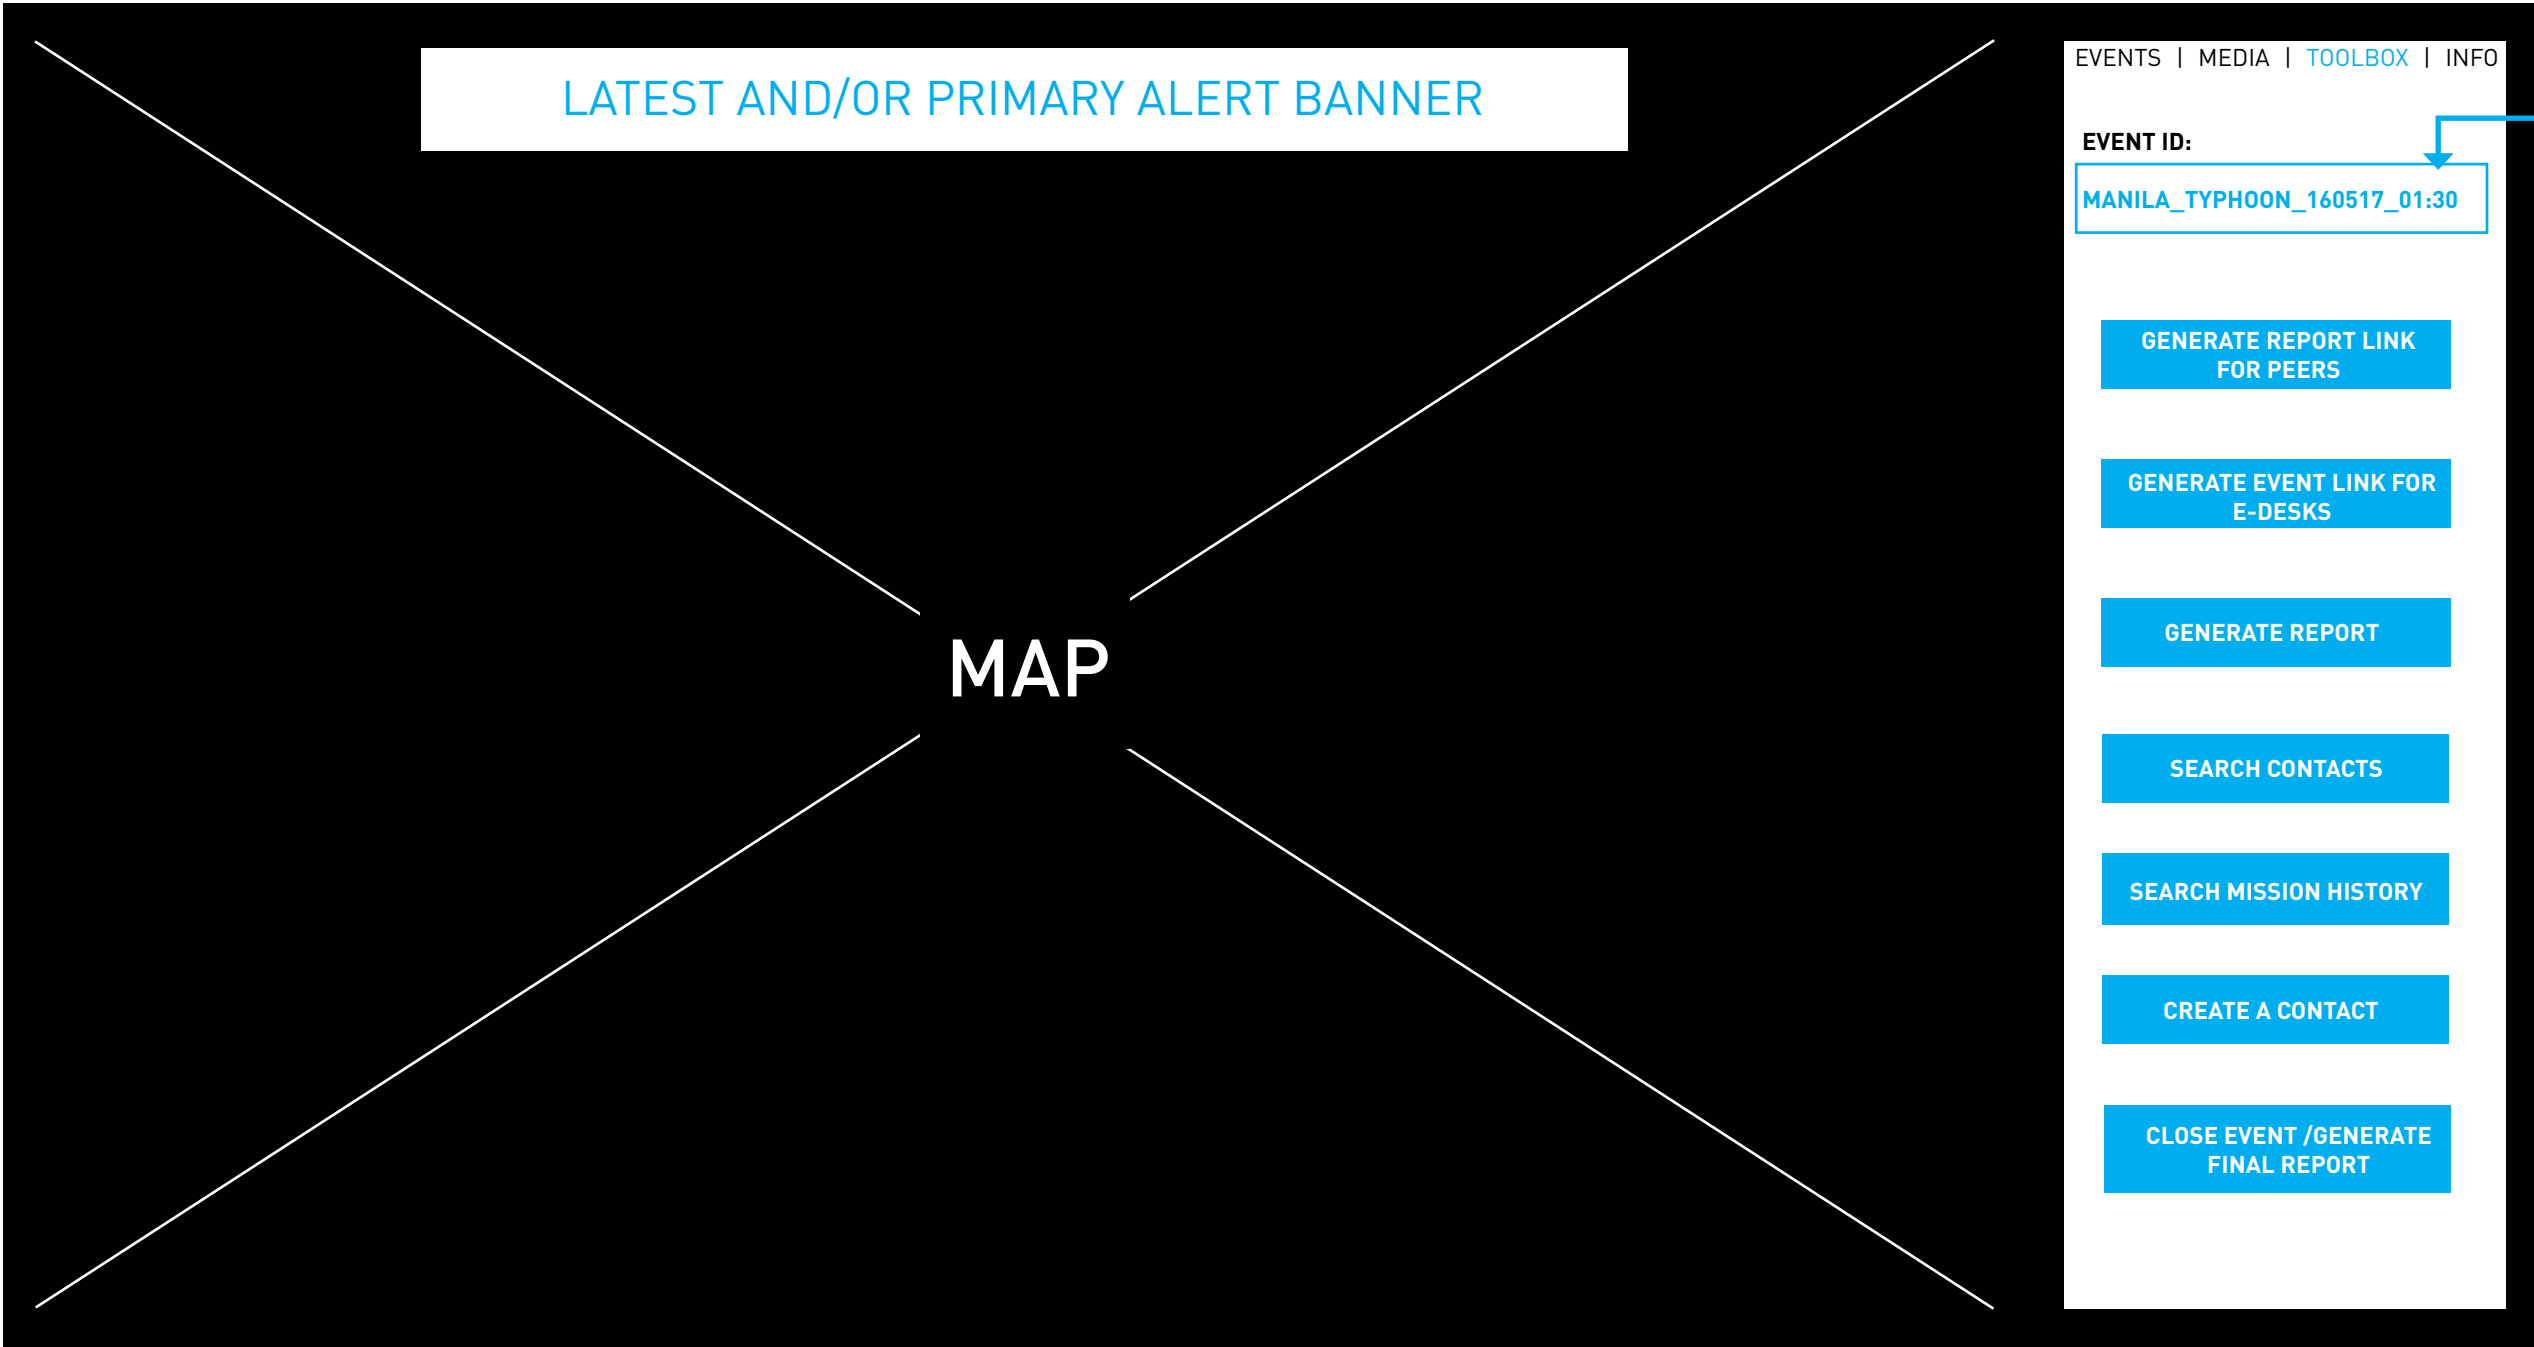 LATEST AND/OR PRIMARY ALERT BANNER
MAP
EVENTS | MEDIA | TOOLBOX | INFO
EVENT ID:
MANILA_TYPHOON_160517_01:30
GENERATE REPORT LINK
FOR PEERS
GENERATE EVENT LINK FOR
E-DESKS
GENERATE REPORT
SEARCH CONTACTS
SEARCH MISSION HISTORY
CREATE A CONTACT
CLOSE EVENT /GENERATE
FINAL REPORT